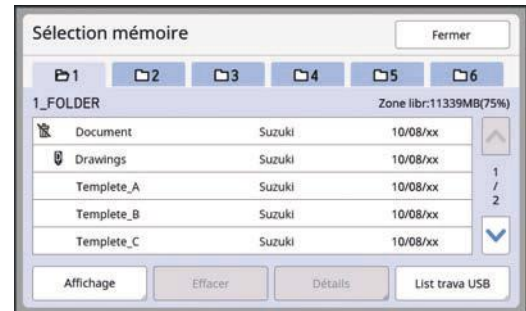 Sélection mémoire Fermer
1 2 3 4 5 6
1_FOLDER Zone libr:11339MB(75%)
Document Suzuki 10/08/xx
Drawings Suzuki 10/08/xx
Templete_A Suzuki 10/08/xx
1
Templete_B Suzuki 10/08/xx
/
2
Templete_C Suzuki 10/08/xx
Affichage Effacer Détails List trava USB